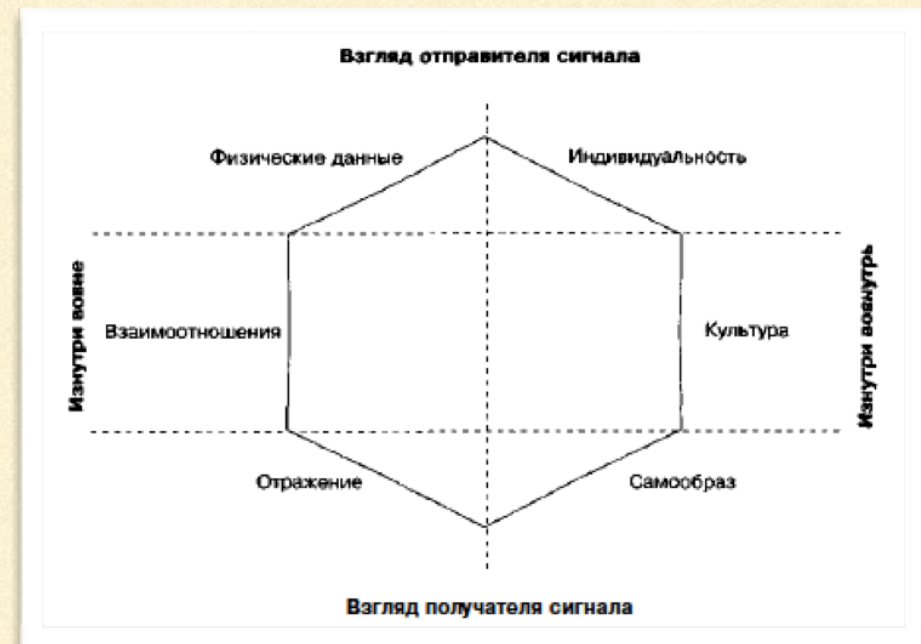 Взгляд отправителя сигнала
Физические данные
Индивидуальность
Изнутри вовне
Взаимоотношения
Культура
Изнутри вовнутрь
Отражение
Самообраз
Взгляд получателя сигнала